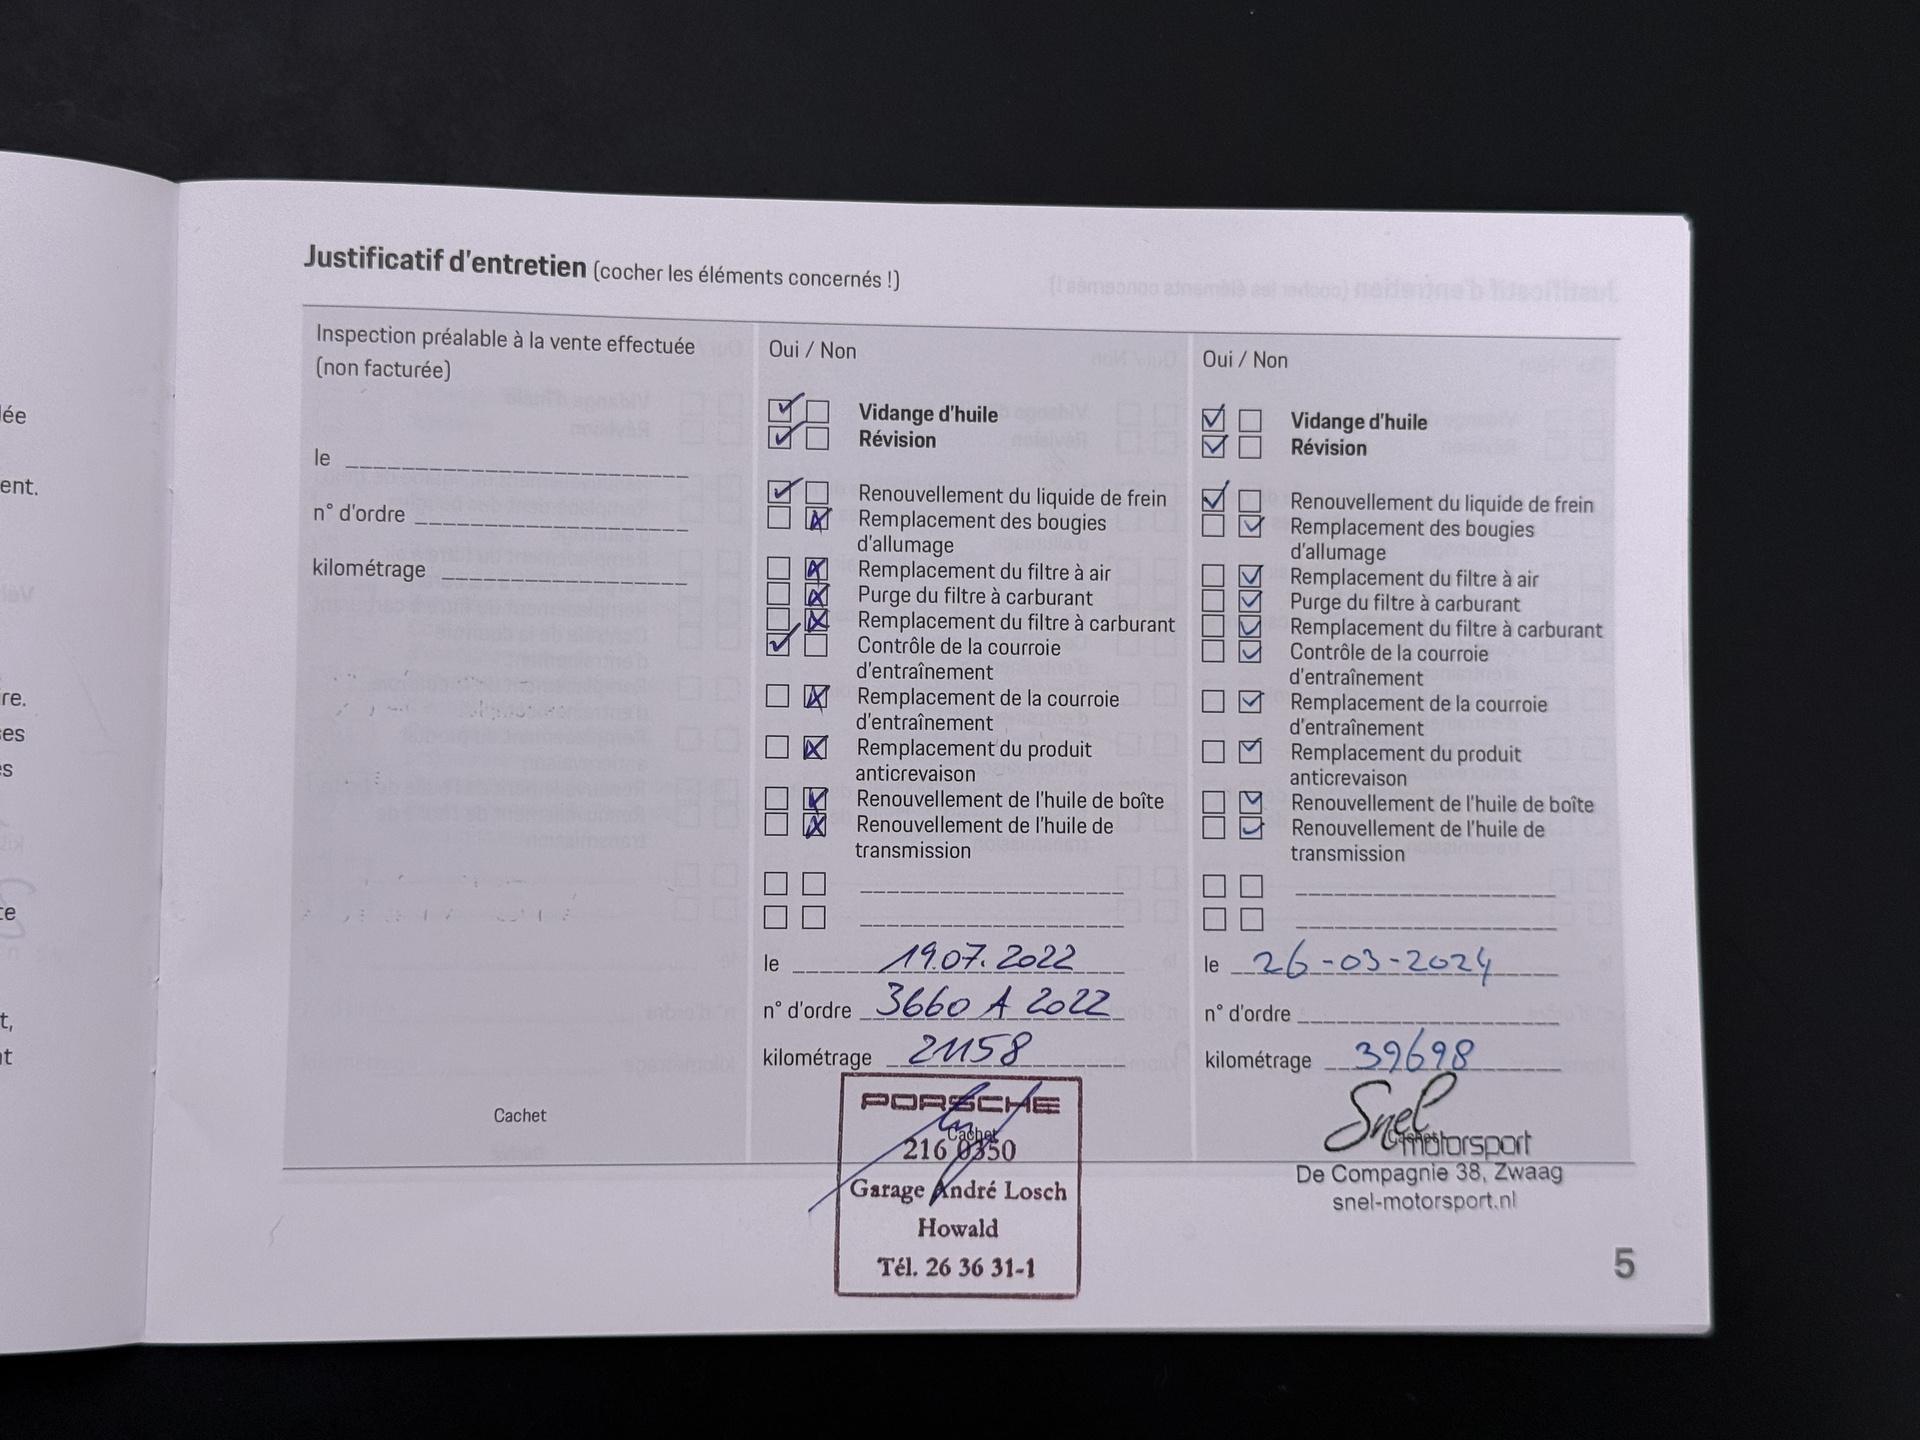 lée
ent.
re.
ses
s
te
t,
nt
Justificatif d'entretien (cocher les éléments concernés !)
Inspection préalable à la vente effectuée
(non facturée)
le
n° d'ordre
kilométrage
Cachet
Oui / Non
Vidange d'huile
Révision
Renouvellement du liquide de frein
Remplacement des bougies
d'allumage
Remplacement du filtre à air
Purge du filtre à carburant
Remplacement du filtre à carburant
Contrôle de la courroie
d'entraînement
Remplacement de la courroie
d'entraînement
Remplacement du produit
anticrevaison
Renouvellement de l'huile de boîte
Renouvellement de l'huile de
transmission
le 19.07.2022
n° d'ordre 3660 A 2022
kilométrage 21158
PORSCHE
Cachet
216 0350
Garage André Losch
Howald
Tél. 26 36 31-1
Oui / Non
Vidange d'huile
Révision
Renouvellement du liquide de frein
Remplacement des bougies
d'allumage
Remplacement du filtre à air
Purge du filtre à carburant
Remplacement du filtre à carburant
Contrôle de la courroie
d'entraînement
Remplacement de la courroie
d'entraînement
Remplacement du produit
anticrevaison
Renouvellement de l'huile de boîte
Renouvellement de l'huile de
transmission
le 26-03-2024
n° d'ordre
kilométrage 39698
Snel
Cachet
motorsport
De Compagnie 38, Zwaag
snel-motorsport.nl
5